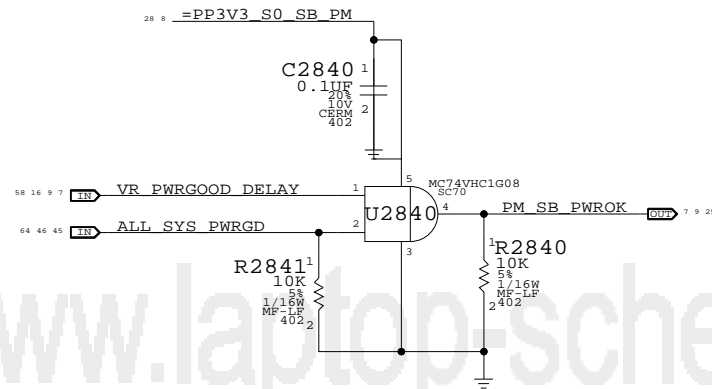 28 8 =PP3V3_S0_SB_PM
C2840 1
0.1UF
20%
10V 2
CERM
402
5
MC74VHC1G08
SC70
58 16 9 7 IN VR_PWRGOOD_DELAY 1
U2840 4 PM_SB_PWROK OUT 7 9 25
64 46 45 IN ALL_SYS_PWRGD 2
3
1 R2840
10K
5%
1/16W
MF-LF
2 402
R2841 1
10K
5%
1/16W
MF-LF
402 2
ww.laptop-sche